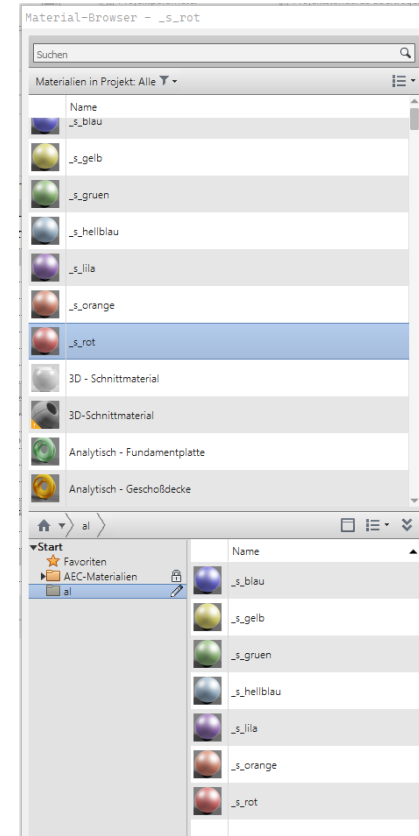 Material-Browser - _s_rot
Suchen
Materialien in Projekt: Alle
Name
_s_blau
_s_gelb
_s_gruen
_s_hellblau
_s_lila
_s_orange
_s_rot
3D - Schnittmaterial
3D-Schnittmaterial
Analytisch - Fundamentplatte
Analytisch - Geschoßdecke
al
Start
Favoriten
AEC-Materialien
al
Name
_s_blau
_s_gelb
_s_gruen
_s_hellblau
_s_lila
_s_orange
_s_rot